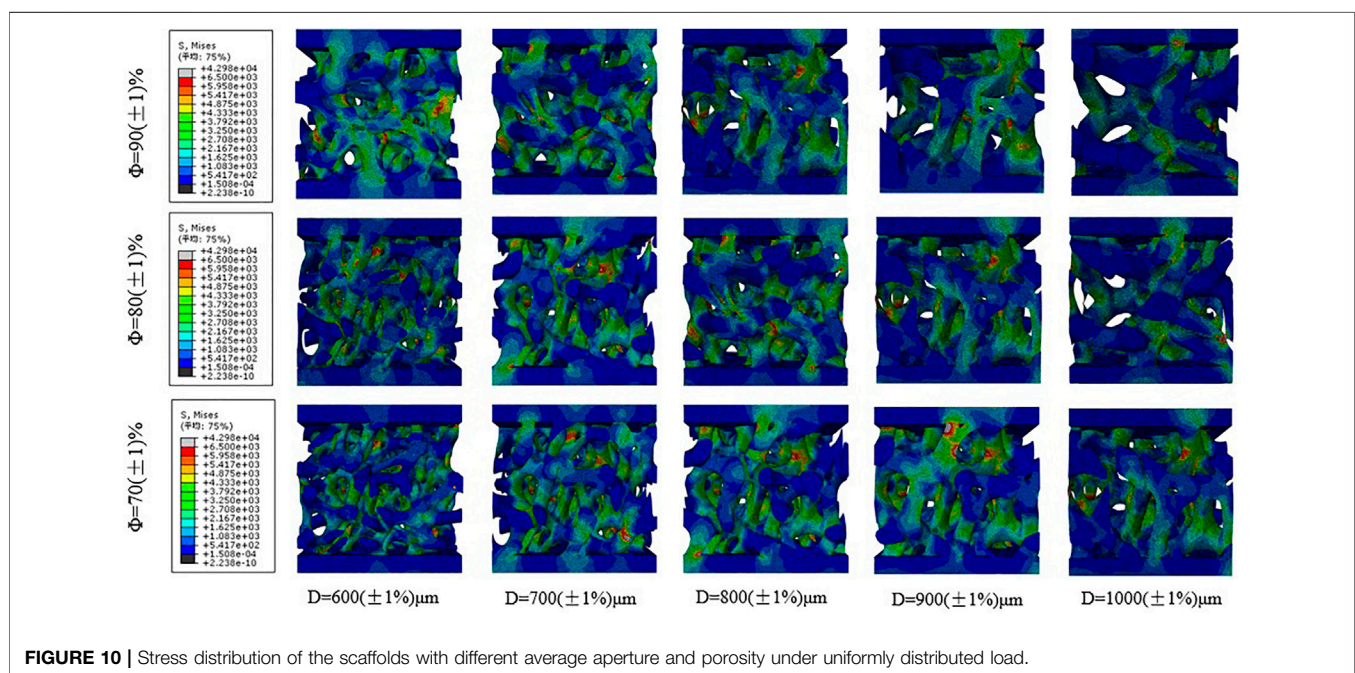 Φ=90(±1)%
S, Mises
(平均: 75%)
+4.298e+04
+6.500e+03
+5.958e+03
+5.417e+03
+4.875e+03
+4.333e+03
+3.792e+03
+3.250e+03
+2.708e+03
+2.167e+03
+1.625e+03
+1.083e+03
+5.417e+02
+1.508e-04
+2.238e-10
Φ=80(±1)%
S, Mises
(平均: 75%)
+4.298e+04
+6.500e+03
+5.958e+03
+5.417e+03
+4.875e+03
+4.333e+03
+3.792e+03
+3.250e+03
+2.708e+03
+2.167e+03
+1.625e+03
+1.083e+03
+5.417e+02
+1.508e-04
+2.238e-10
Φ=70(±1)%
S, Mises
(平均: 75%)
+4.298e+04
+6.500e+03
+5.958e+03
+5.417e+03
+4.875e+03
+4.333e+03
+3.792e+03
+3.250e+03
+2.708e+03
+2.167e+03
+1.625e+03
+1.083e+03
+5.417e+02
+1.508e-04
+2.238e-10
D=600(±1%)μm D=700(±1%)μm D=800(±1%)μm D=900(±1%)μm D=1000(±1%)μm
FIGURE 10 | Stress distribution of the scaffolds with different average aperture and porosity under uniformly distributed load.